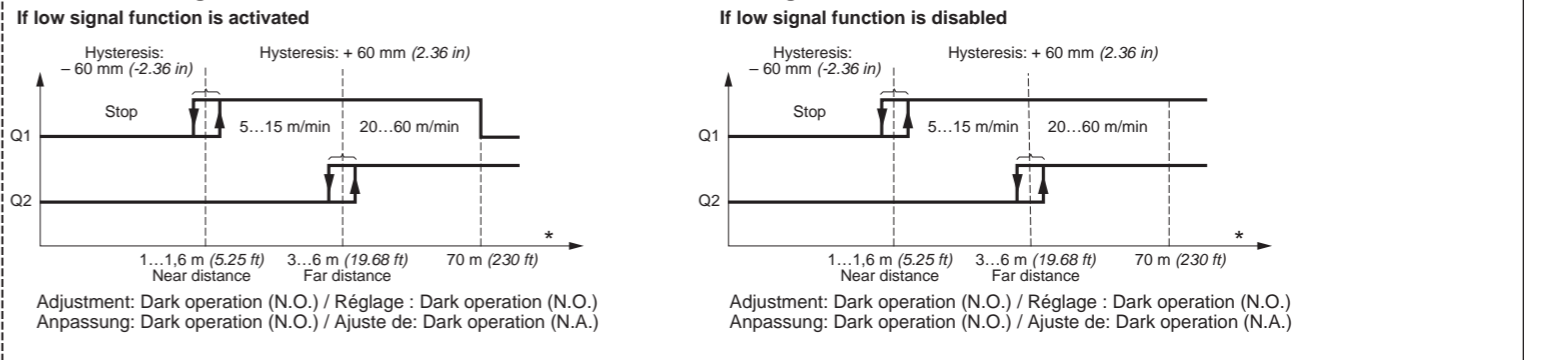 If low signal function is activated
Hysteresis:
– 60 mm (-2.36 in)
Hysteresis: + 60 mm (2.36 in)
Stop
5…15 m/min
20…60 m/min
Q1
Q2
*
1…1,6 m (5.25 ft)
Near distance
3…6 m (19.68 ft)
Far distance
70 m (230 ft)
Adjustment: Dark operation (N.O.) / Réglage : Dark operation (N.O.)
Anpassung: Dark operation (N.O.) / Ajuste de: Dark operation (N.A.)
If low signal function is disabled
Hysteresis:
– 60 mm (-2.36 in)
Hysteresis: + 60 mm (2.36 in)
Stop
5…15 m/min
20…60 m/min
Q1
Q2
*
1…1,6 m (5.25 ft)
Near distance
3…6 m (19.68 ft)
Far distance
70 m (230 ft)
Adjustment: Dark operation (N.O.) / Réglage : Dark operation (N.O.)
Anpassung: Dark operation (N.O.) / Ajuste de: Dark operation (N.A.)